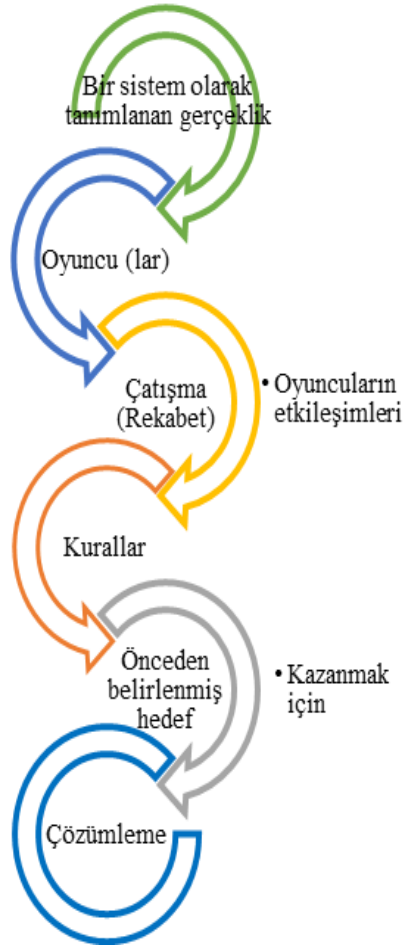 Bir sistem olarak
tanımlanan gerçeklik
Oyuncu (lar)
Çatışma
(Rekabet)
• Oyuncuların
etkileşimleri
Kurallar
Önceden
belirlenmiş
hedef
• Kazanmak
için
Çözümleme